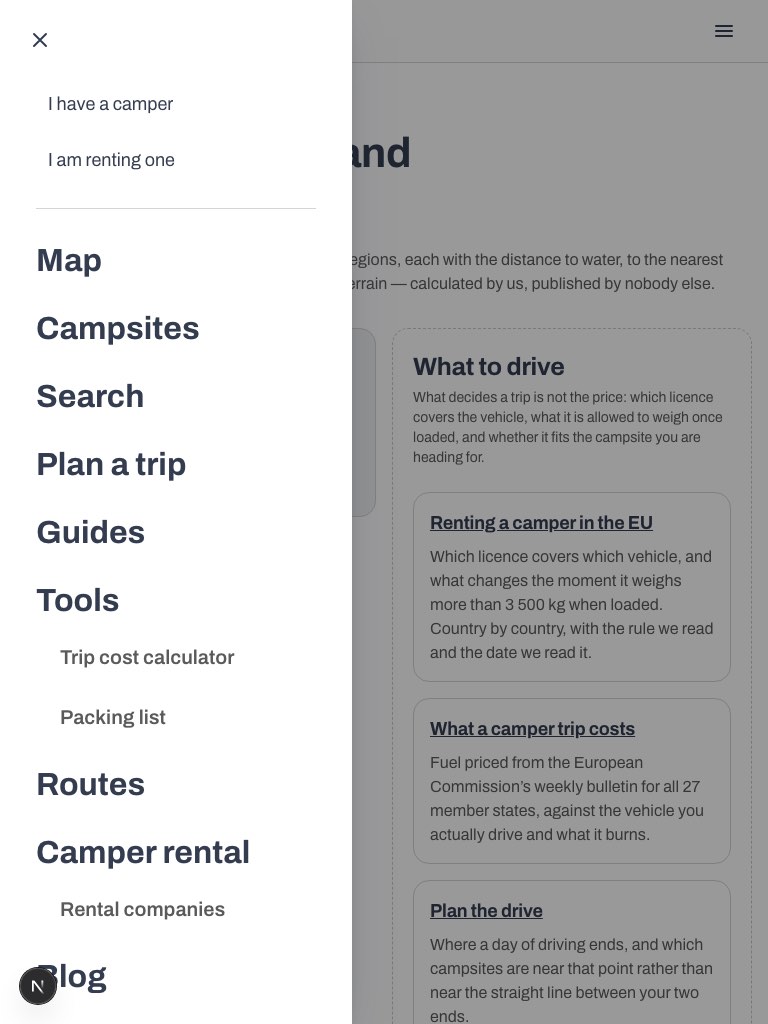 I have a camper
I am renting one
Map
Campsites
Search
Plan a trip
Guides
Tools
Trip cost calculator
Packing list
Routes
Camper rental
Rental companies
Blog
N
and
egions, each with the distance to water, to the nearest
errain — calculated by us, published by nobody else.
What to drive
What decides a trip is not the price: which licence
covers the vehicle, what it is allowed to weigh once
loaded, and whether it fits the campsite you are
heading for.
Renting a camper in the EU
Which licence covers which vehicle, and
what changes the moment it weighs
more than 3 500 kg when loaded.
Country by country, with the rule we read
and the date we read it.
What a camper trip costs
Fuel priced from the European
Commission’s weekly bulletin for all 27
member states, against the vehicle you
actually drive and what it burns.
Plan the drive
Where a day of driving ends, and which
campsites are near that point rather than
near the straight line between your two
ends.